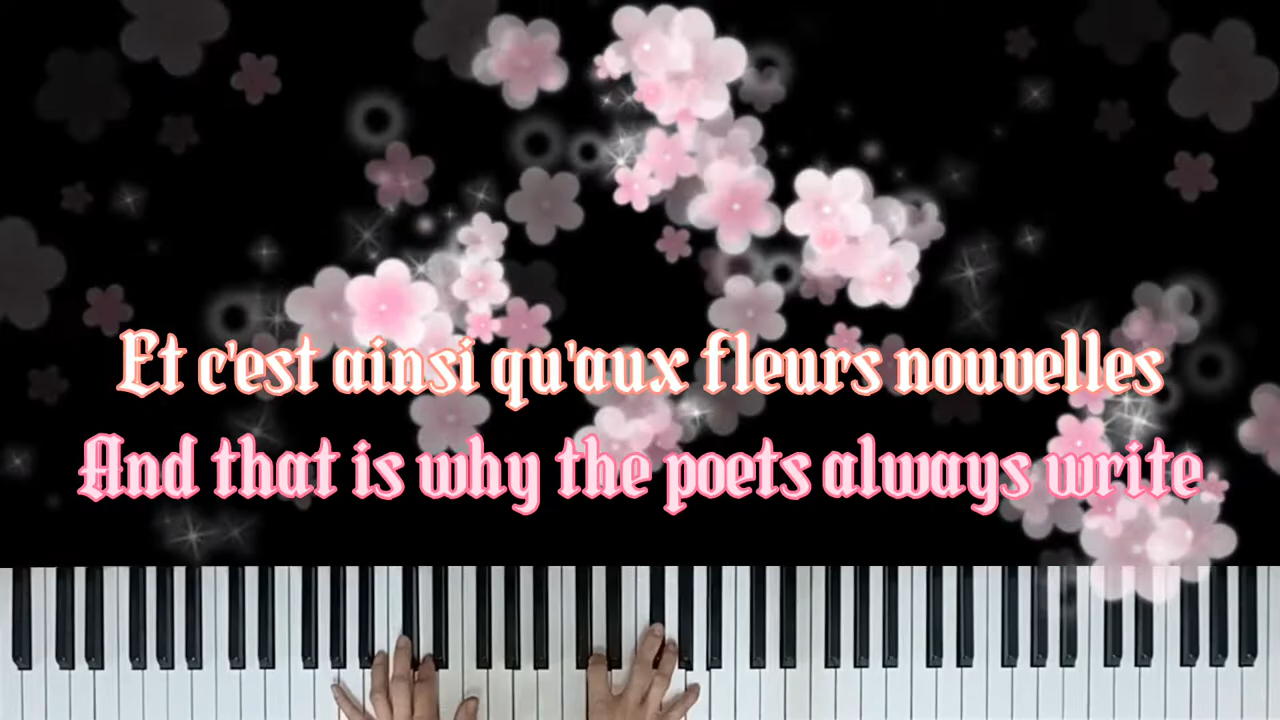 Et c'est ainsi qu'aux fleurs nouvelles
And that is why the poets always write